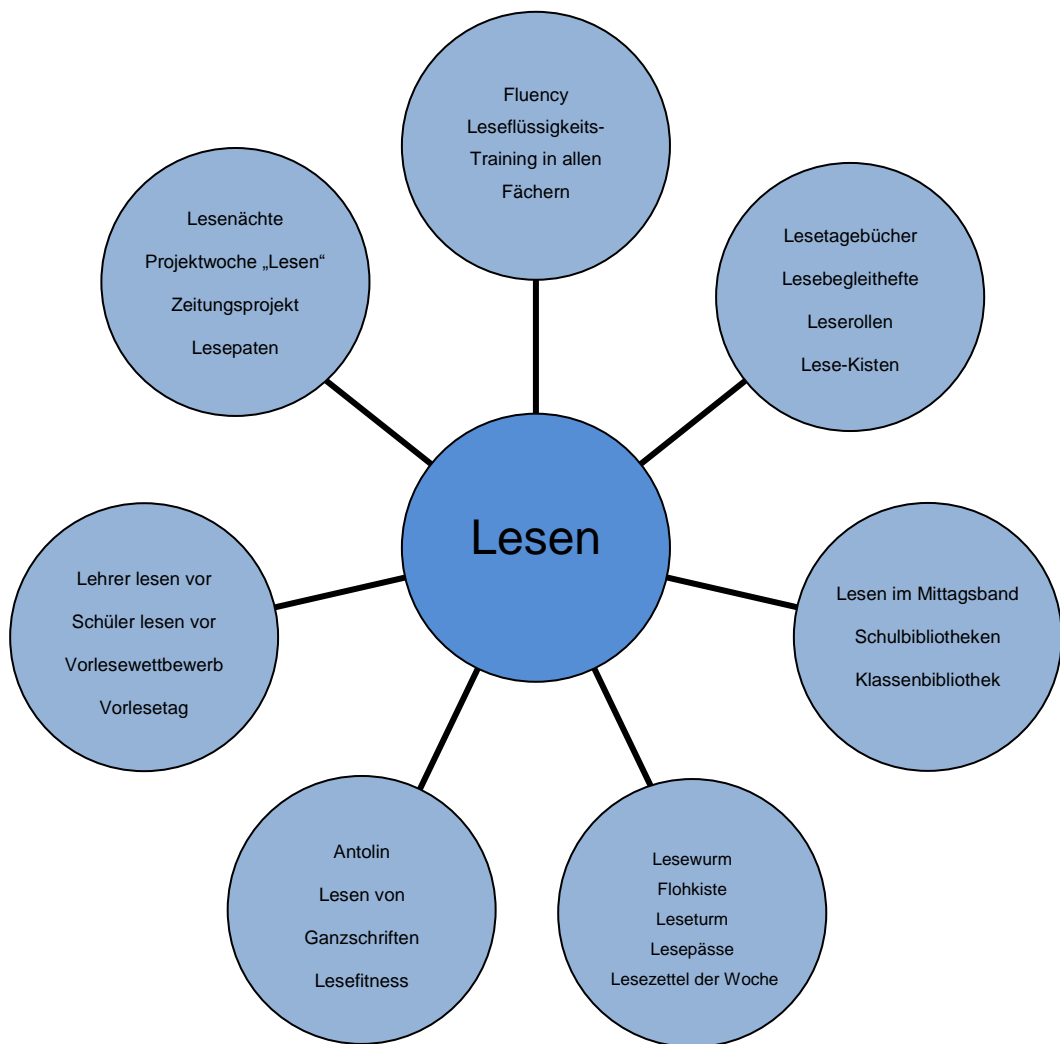 Fluency
Leseflüssigkeits-
Training in allen
Fächern
Lesenächte
Projektwoche „Lesen“
Zeitungsprojekt
Lesepaten
Lesetagebücher
Lesebegleithefte
Leserollen
Lese-Kisten
Lesen
Lehrer lesen vor
Schüler lesen vor
Vorlesewettbewerb
Vorlesetag
Lesen im Mittagsband
Schulbibliotheken
Klassenbibliothek
Antolin
Lesen von
Ganzschriften
Lesefitness
Lesewurm
Flohkiste
Leseturm
Lesepässe
Lesezettel der Woche